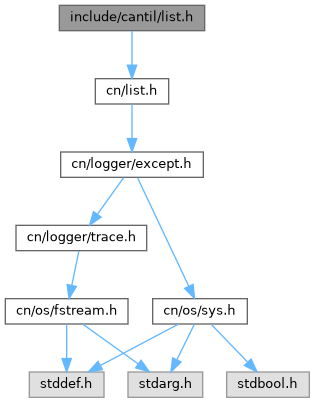 include/cantil/list.h
cn/list.h
cn/logger/except.h
cn/logger/trace.h
cn/os/fstream.h
cn/os/sys.h
stddef.h
stdarg.h
stdbool.h